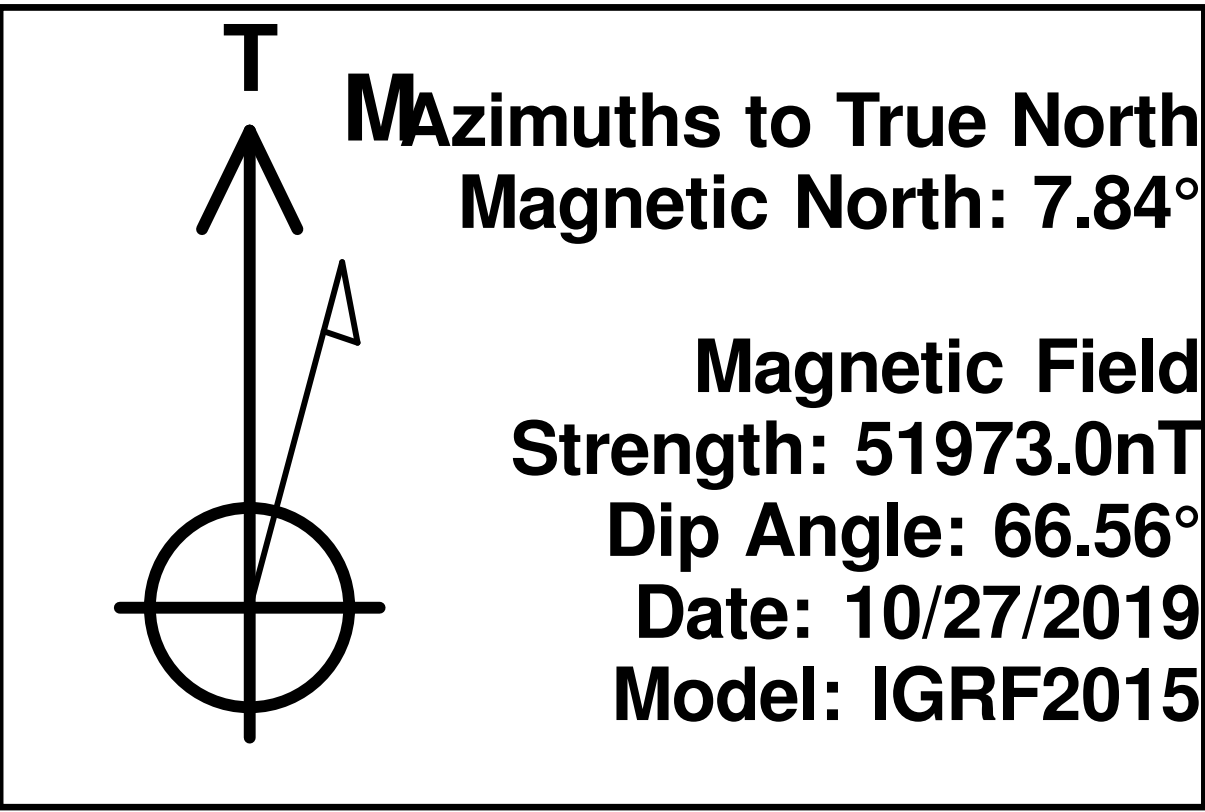 T
M
Azimuths to True North
Magnetic North: 7.84°
Magnetic Field
Strength: 51973.0nT
Dip Angle: 66.56°
Date: 10/27/2019
Model: IGRF2015